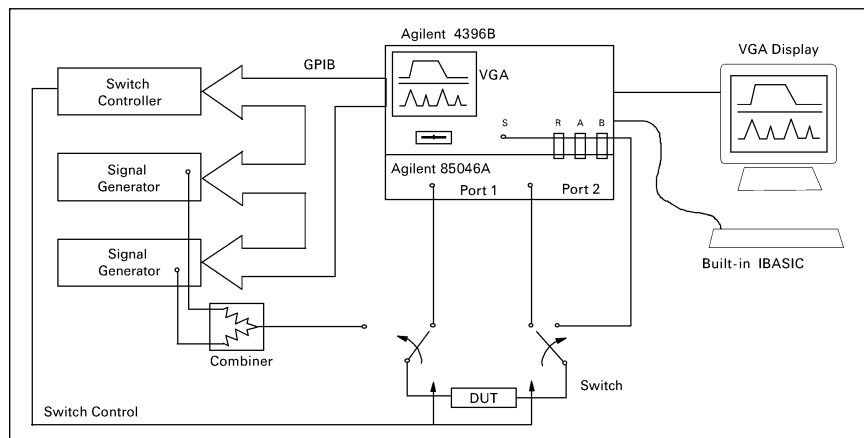 Agilent 4396B
VGA Display
GPIB
Switch
Controller
VGA
S
R
A
B
Signal
Generator
Agilent 85046A
Port 1
Port 2
Signal
Generator
Built-in IBASIC
Combiner
Switch
DUT
Switch Control